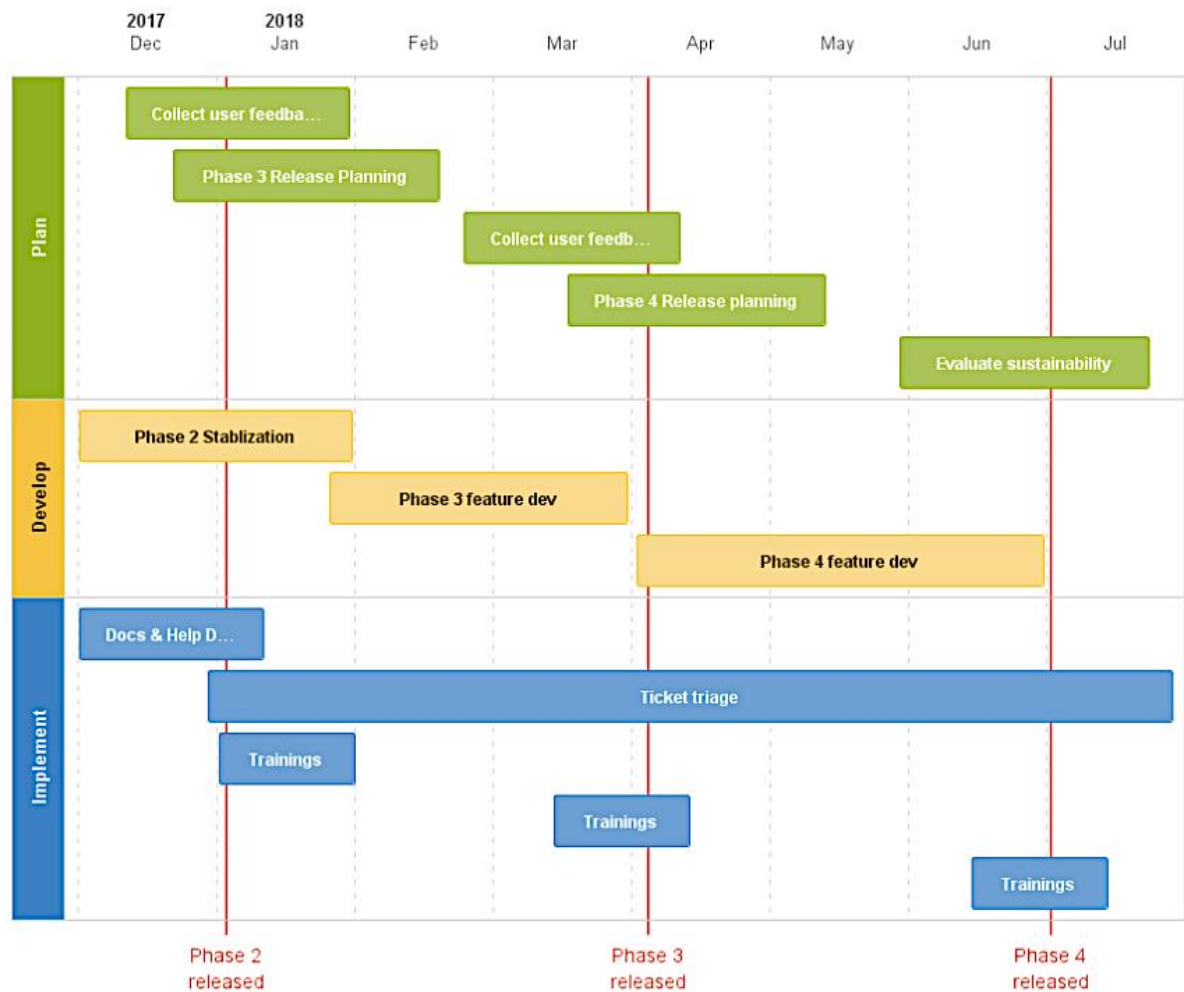 2017 2018
Dec Jan Feb Mar Apr May Jun Jul
Plan
Collect user feedba...
Phase 3 Release Planning
Collect user feedb...
Phase 4 Release planning
Evaluate sustainability
Develop
Phase 2 Stablization
Phase 3 feature dev
Phase 4 feature dev
Implement
Docs & Help D...
Ticket triage
Trainings
Trainings
Trainings
Phase 2 Phase 3 Phase 4
released released released